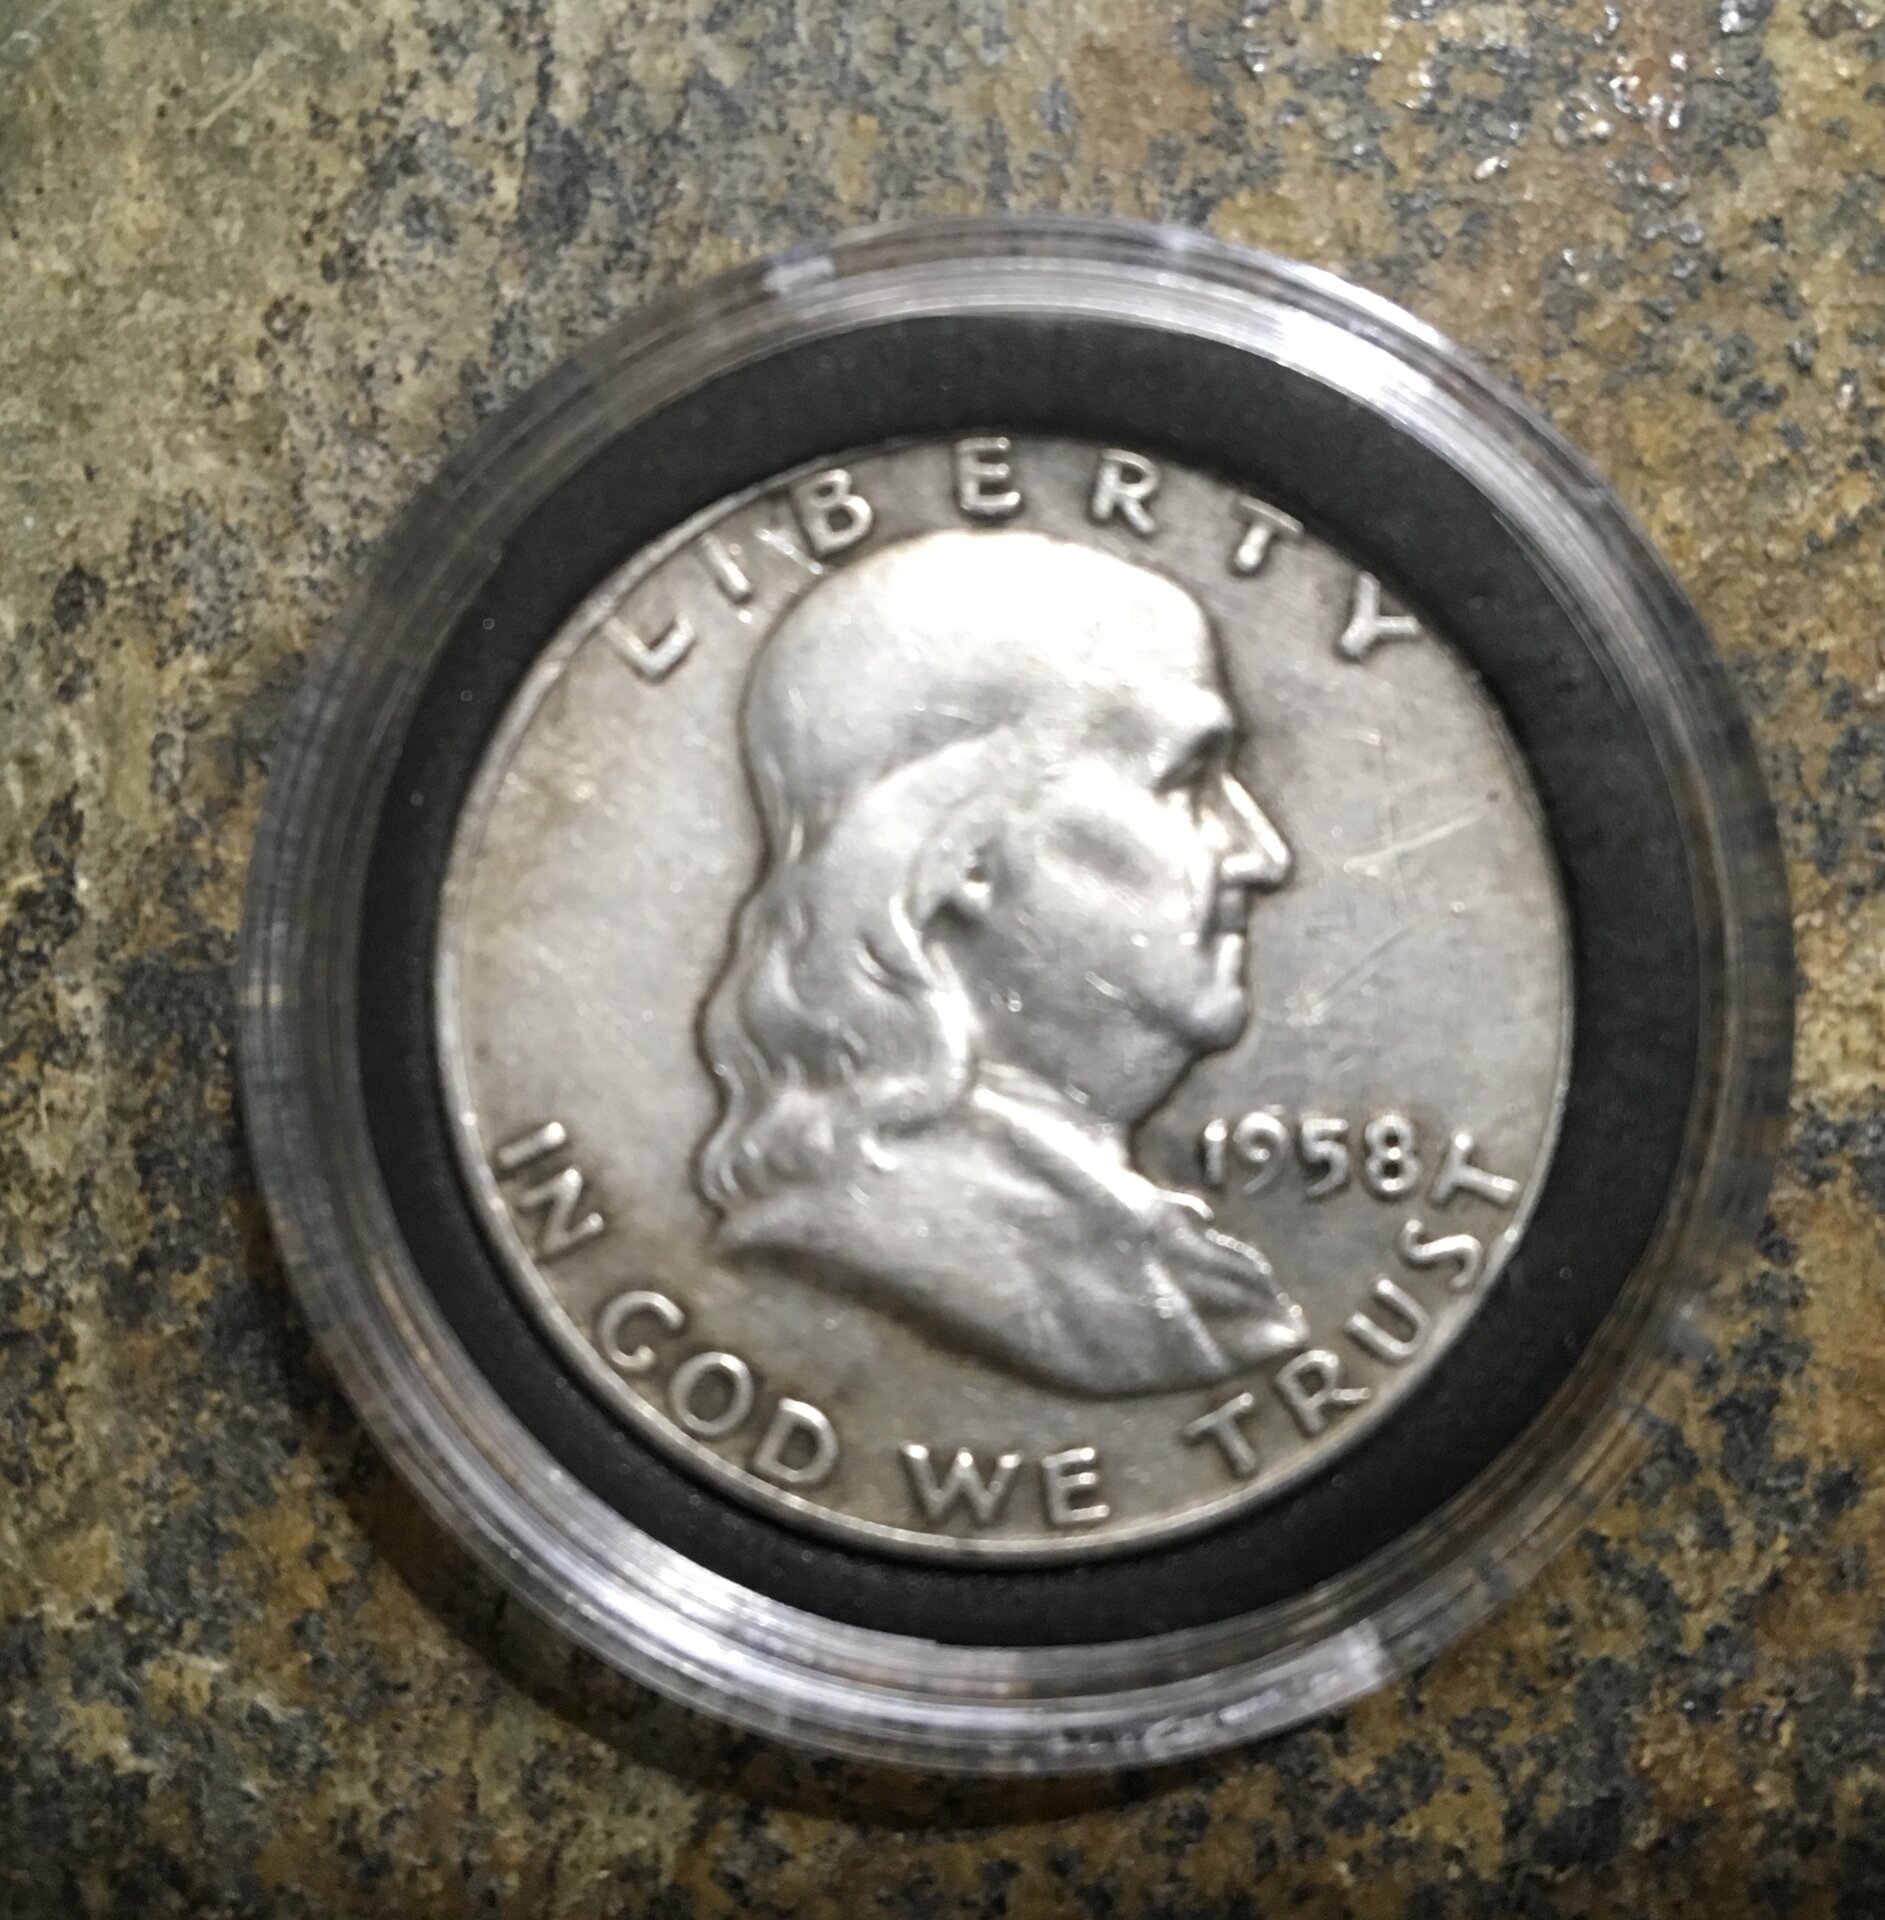 LIBERTY
1958
IN GOD WE TRUST